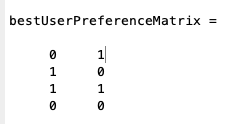 bestUserPreferenceMatrix =
0 1
1 0
1 1
0 0